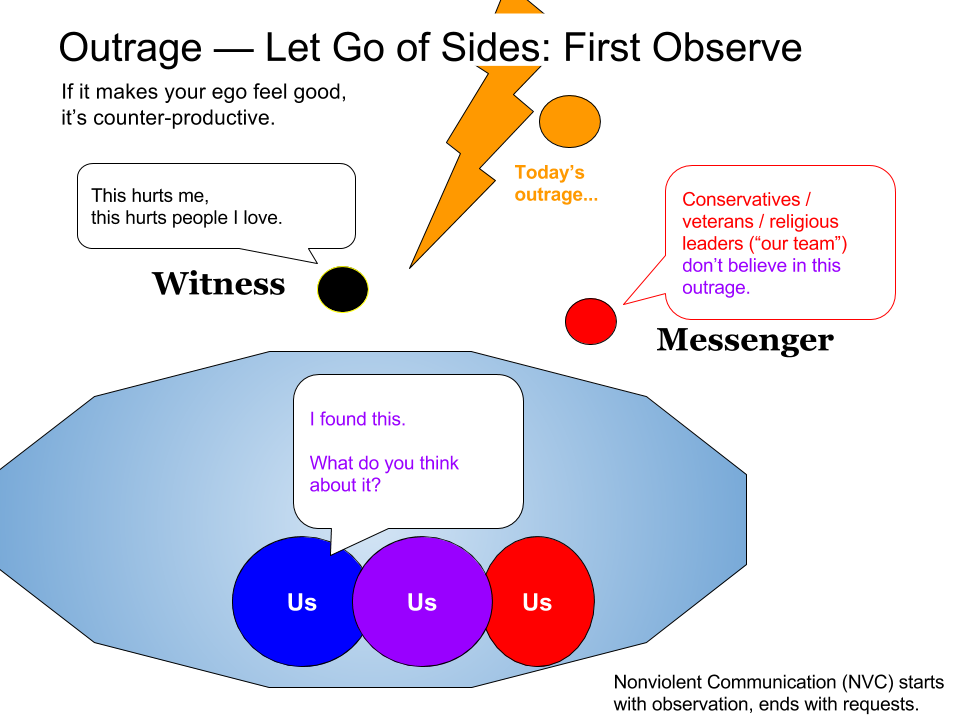 Outrage — Let Go of Sides: First Observe
If it makes your ego feel good,
it’s counter-productive.
Today’s
outrage...
This hurts me,
this hurts people I love.
Witness
Conservatives /
veterans / religious
leaders (“our team”)
don’t believe in this
outrage.
Messenger
I found this.
What do you think
about it?
Us
Us
Us
Nonviolent Communication (NVC) starts
with observation, ends with requests.